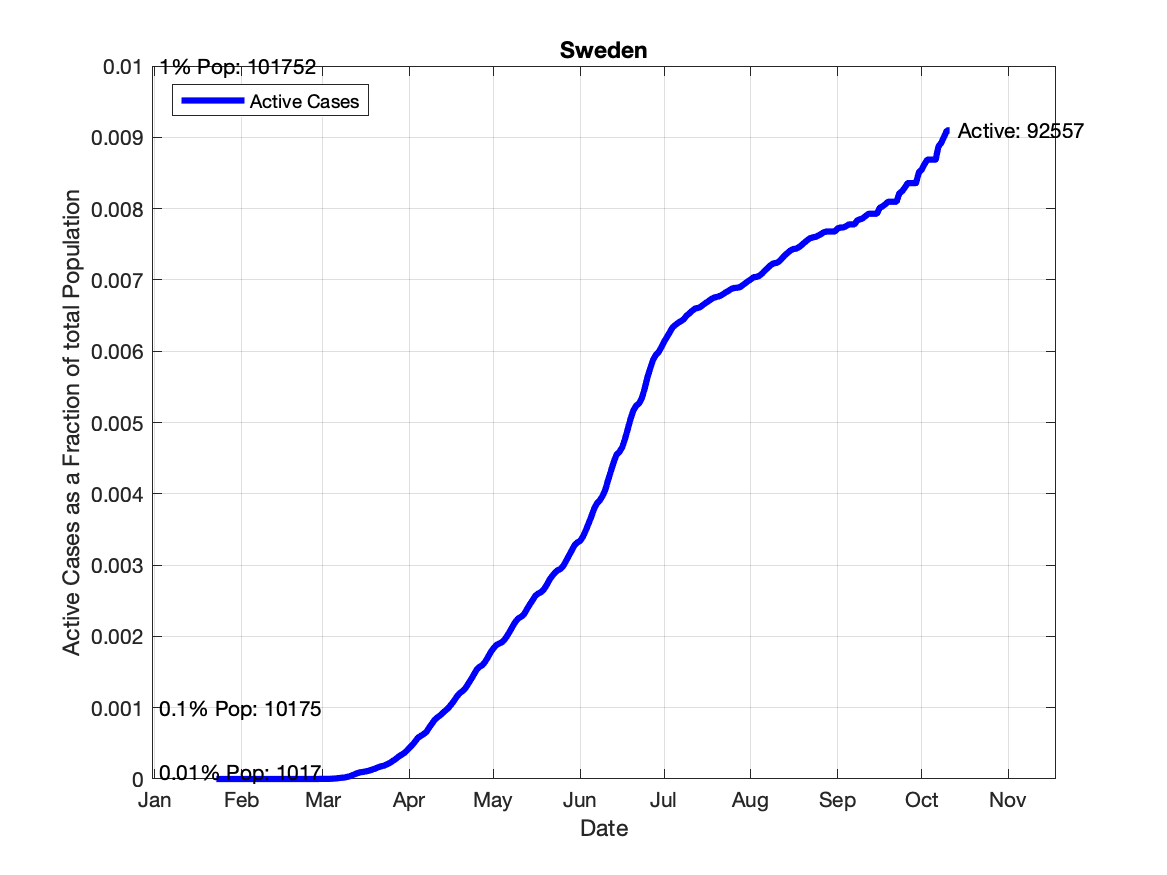 Sweden
0.01
1% Pop: 101752
Active Cases
0.009
Active: 92557
0.008
0.007
0.006
0.005
0.004
0.003
0.002
0.001
0.1% Pop: 10175
0
0.01% Pop: 1017
Active Cases as a Fraction of total Population
Jan Feb Mar Apr May Jun Jul Aug Sep Oct Nov
Date